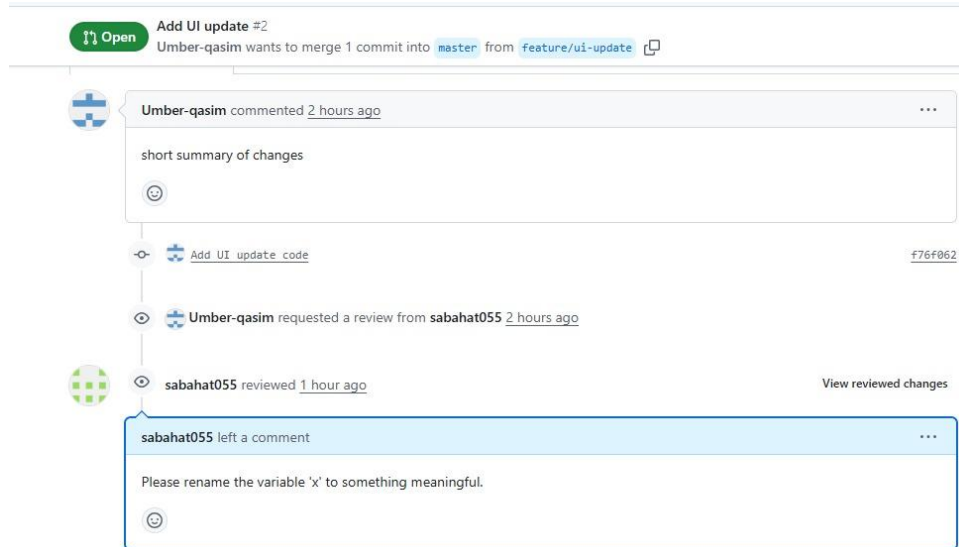 Open
Add UI update #2
Umber-qasim wants to merge 1 commit into master from feature/ui-update
Umber-qasim commented 2 hours ago
short summary of changes
Add UI update code f76f062
Umber-qasim requested a review from sabahat055 2 hours ago
sabahat055 reviewed 1 hour ago View reviewed changes
sabahat055 left a comment
Please rename the variable 'x' to something meaningful.